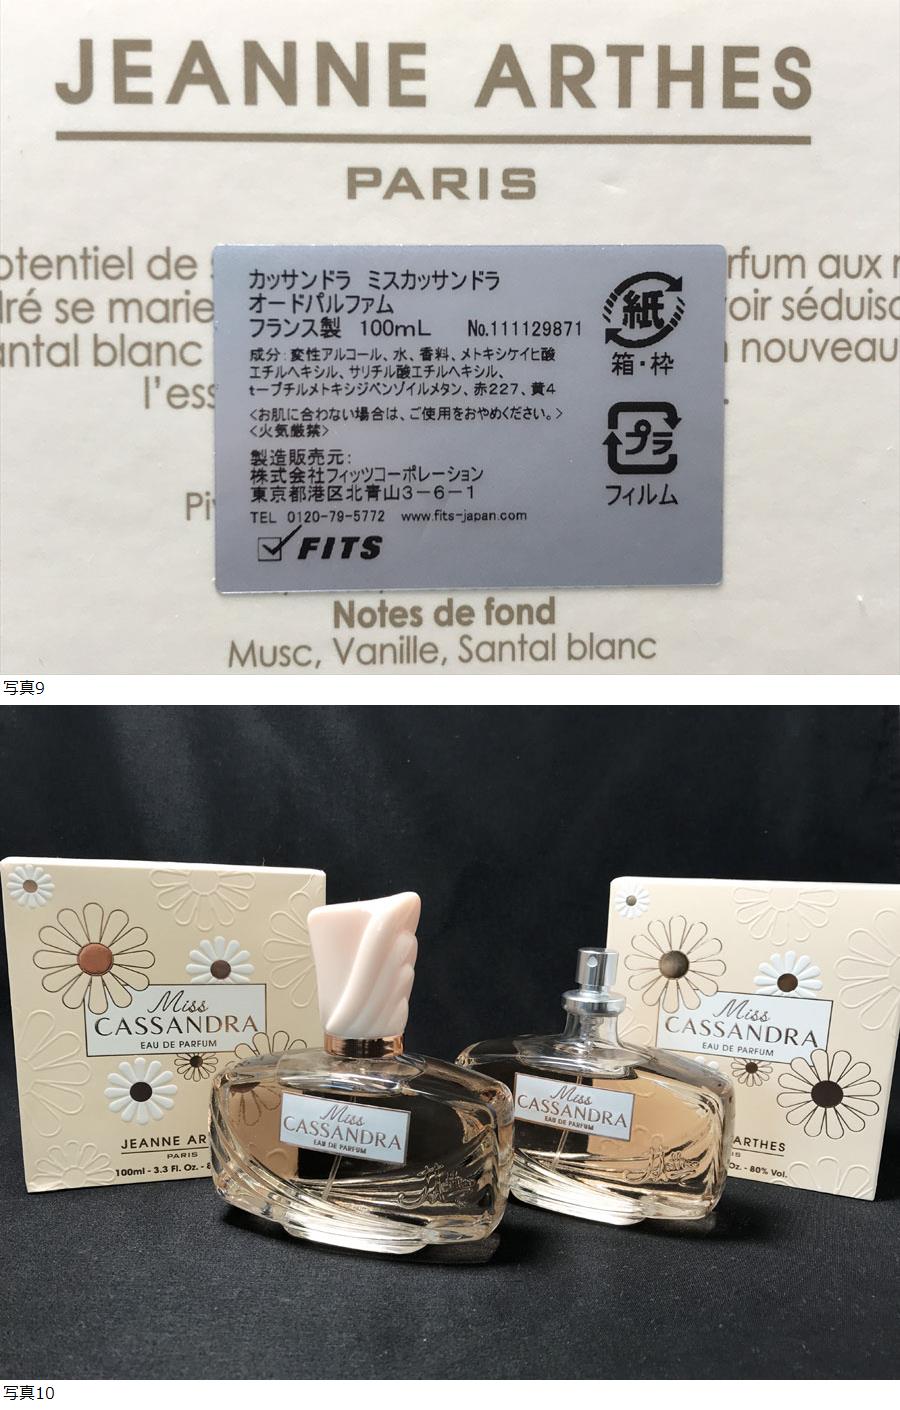 JEANNE ARTHES
PARIS
otentiel de
rfum aux
dré se marie
oir séduis
antal blanc
nouveau
l'ess
カッサンドラ ミスカッサンドラ
オードパルファム
フランス製 100mL No.111129871
成分:変性アルコール、水、香料、メトキシケイヒ酸
エチルヘキシル、サリチル酸エチルヘキシル、
t-ブチルメトキシジベンゾイルメタン、赤227、黄4
<お肌に合わない場合は、ご使用をおやめください。>
<火気厳禁>
製造販売元:
株式会社フィッツコーポレーション
東京都港区北青山3-6-1
TEL 0120-79-5772 www.fits-japan.com
FITS
紙
箱・枠
プラ
フィルム
Notes de fond
Musc, Vanille, Santal blanc
写真9
Miss
CASSANDRA
EAU DE PARFUM
JEANNE AR
PARIS
100ml - 3.3 Fl. Oz. - 8
Miss
CASSANDRA
EAU DE PARFUM
Miss
CASSANDRA
EAU DE PARFUM
Miss
CASSANDRA
EAU DE PARFUM
ARTHES
IS
Oz. - 80% Vol.
写真10